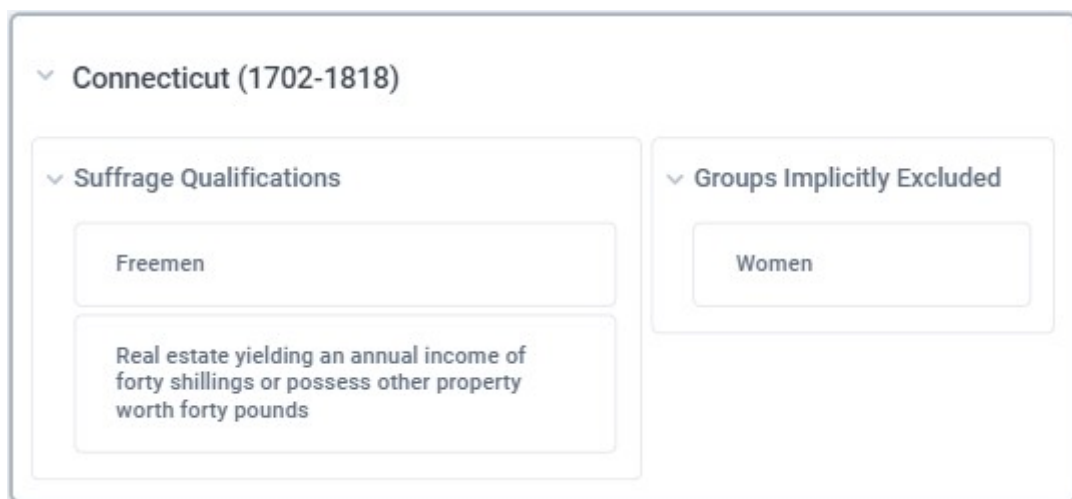 Connecticut (1702-1818)
Suffrage Qualifications
Freemen
Real estate yielding an annual income of
forty shillings or possess other property
worth forty pounds
Groups Implicitly Excluded
Women